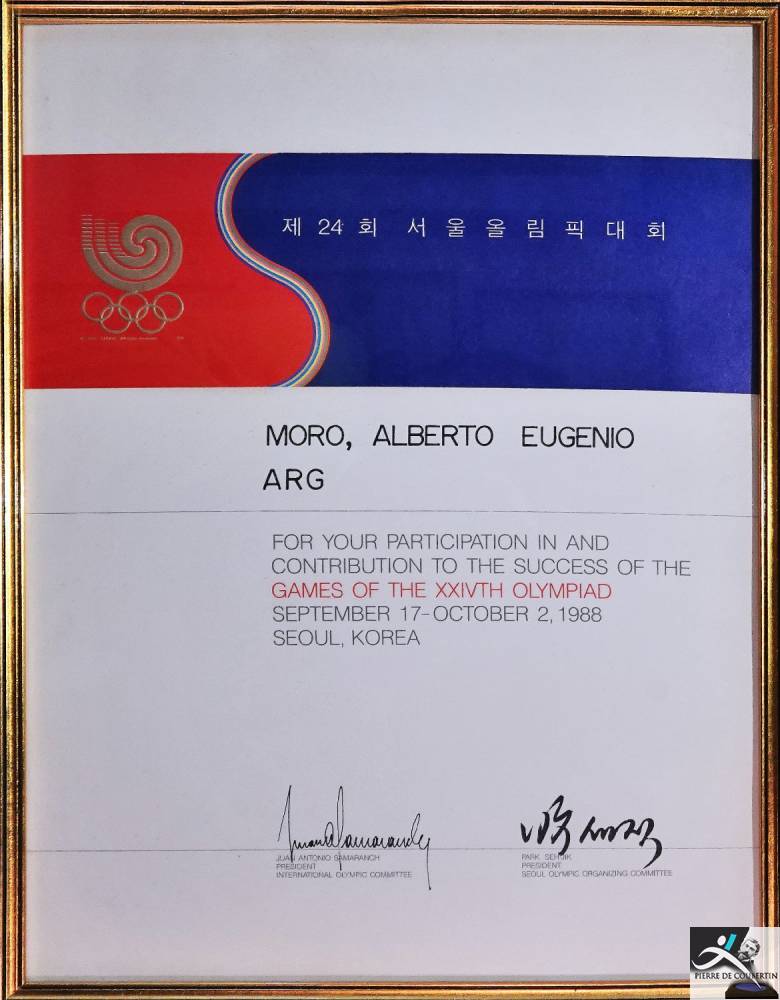 제 24 회 서 울 올 림 픽 대 회
MORO, ALBERTO EUGENIO
ARG
FOR YOUR PARTICIPATION IN AND
CONTRIBUTION TO THE SUCCESS OF THE
GAMES OF THE XXIVTH OLYMPIAD
SEPTEMBER 17-OCTOBER 2, 1988
SEOUL, KOREA
JUAN ANTONIO SAMARANCH
PRESIDENT
INTERNATIONAL OLYMPIC COMMITTEE
PARK SEH JIK
PRESIDENT
SEOUL OLYMPIC ORGANIZING COMMITTEE
PIERRE DE COUBERTIN